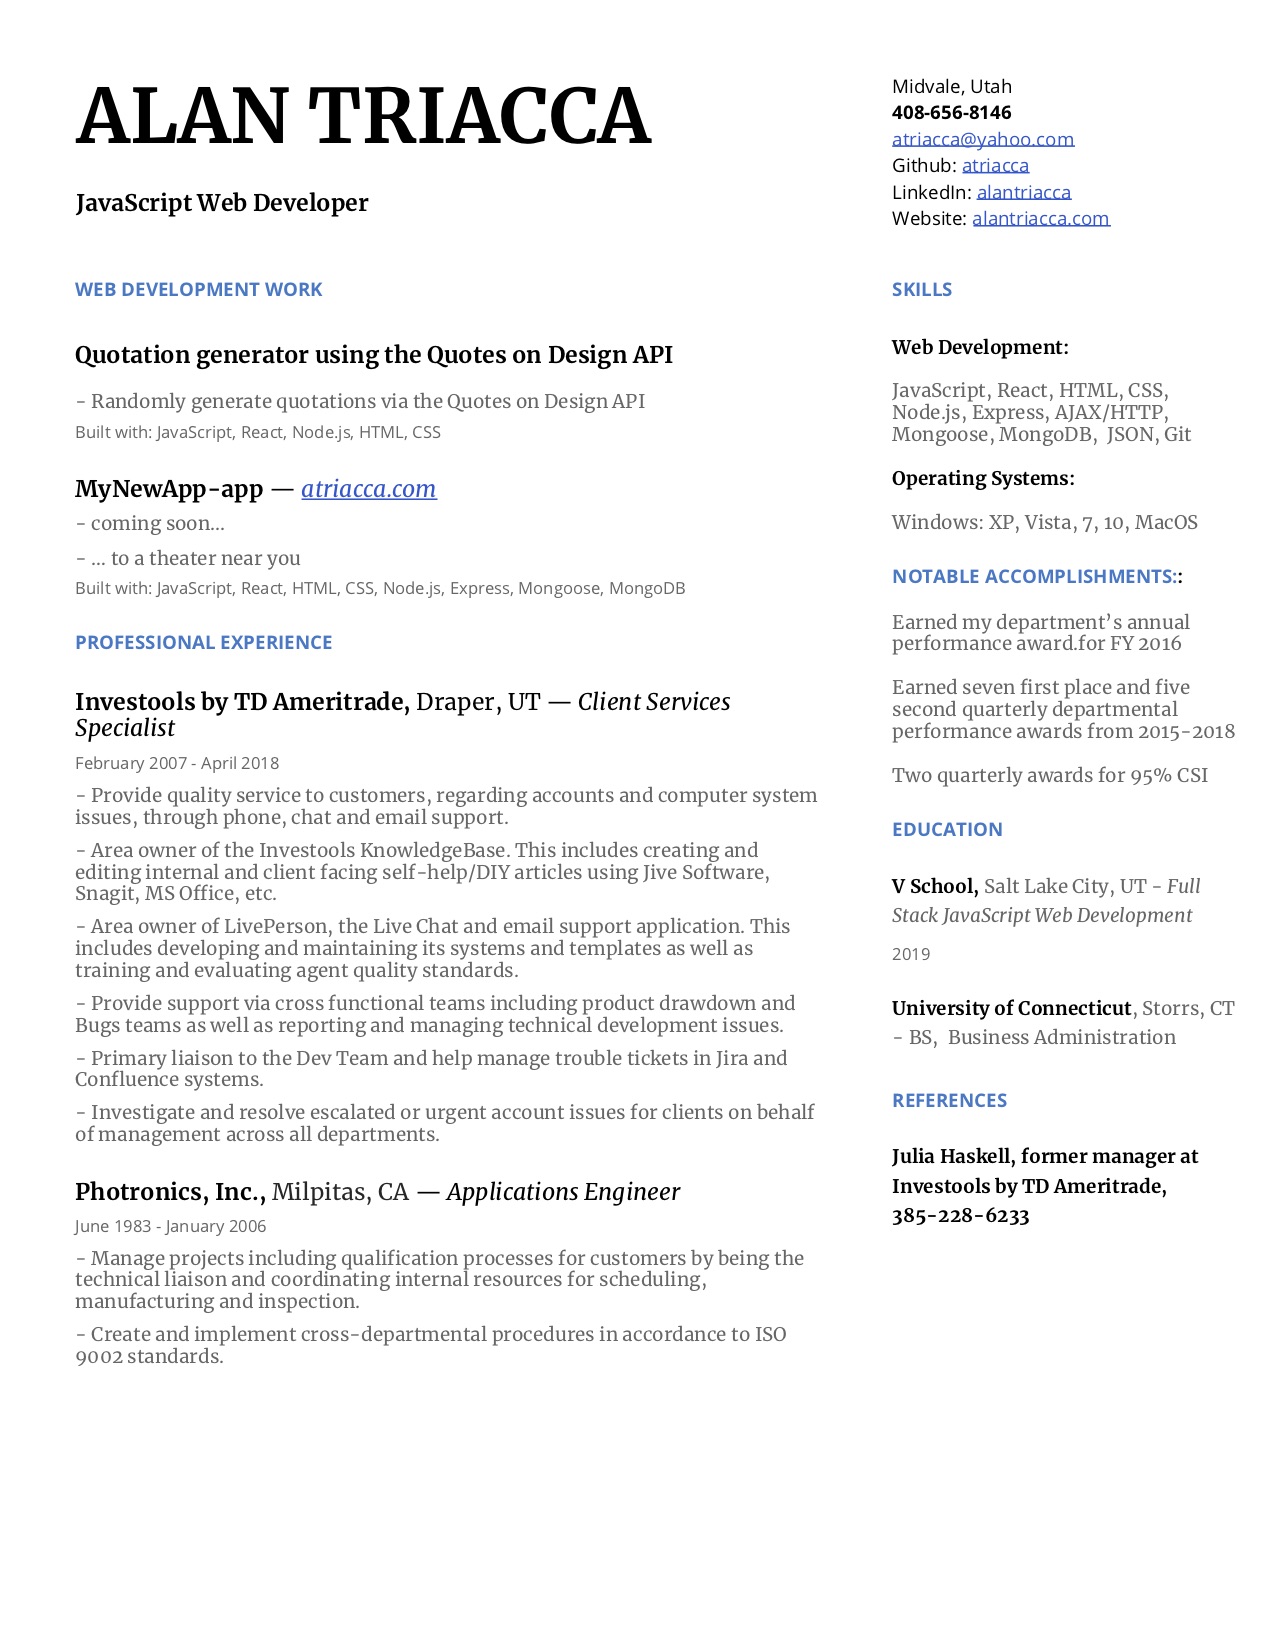 ALAN TRIACCA
JavaScript Web Developer
Midvale, Utah
408-656-8146
atriacca@yahoo.com
Github: atriacca
LinkedIn: alantriacca
Website: alantriacca.com
WEB DEVELOPMENT WORK
Quotation generator using the Quotes on Design API
- Randomly generate quotations via the Quotes on Design API
Built with: JavaScript, React, Node.js, HTML, CSS
MyNewApp-app — atriacca.com
- coming soon…
- … to a theater near you
Built with: JavaScript, React, HTML, CSS, Node.js, Express, Mongoose, MongoDB
PROFESSIONAL EXPERIENCE
Investools by TD Ameritrade, Draper, UT — Client Services
Specialist
February 2007 - April 2018
- Provide quality service to customers, regarding accounts and computer system
issues, through phone, chat and email support.
- Area owner of the Investools KnowledgeBase. This includes creating and
editing internal and client facing self-help/DIY articles using Jive Software,
Snagit, MS Office, etc.
- Area owner of LivePerson, the Live Chat and email support application. This
includes developing and maintaining its systems and templates as well as
training and evaluating agent quality standards.
- Provide support via cross functional teams including product drawdown and
Bugs teams as well as reporting and managing technical development issues.
- Primary liaison to the Dev Team and help manage trouble tickets in Jira and
Confluence systems.
- Investigate and resolve escalated or urgent account issues for clients on behalf
of management across all departments.
Photronics, Inc., Milpitas, CA — Applications Engineer
June 1983 - January 2006
- Manage projects including qualification processes for customers by being the
technical liaison and coordinating internal resources for scheduling,
manufacturing and inspection.
- Create and implement cross-departmental procedures in accordance to ISO
9002 standards.
SKILLS
Web Development:
JavaScript, React, HTML, CSS,
Node.js, Express, AJAX/HTTP,
Mongoose, MongoDB,  JSON, Git
Operating Systems:
Windows: XP, Vista, 7, 10, MacOS
NOTABLE ACCOMPLISHMENTS::
Earned my department’s annual
performance award.for FY 2016
Earned seven first place and five
second quarterly departmental
performance awards from 2015-2018
Two quarterly awards for 95% CSI
EDUCATION
V School, Salt Lake City, UT - Full
Stack JavaScript Web Development
2019
University of Connecticut, Storrs, CT
- BS,  Business Administration
REFERENCES
Julia Haskell, former manager at
Investools by TD Ameritrade,
385-228-6233